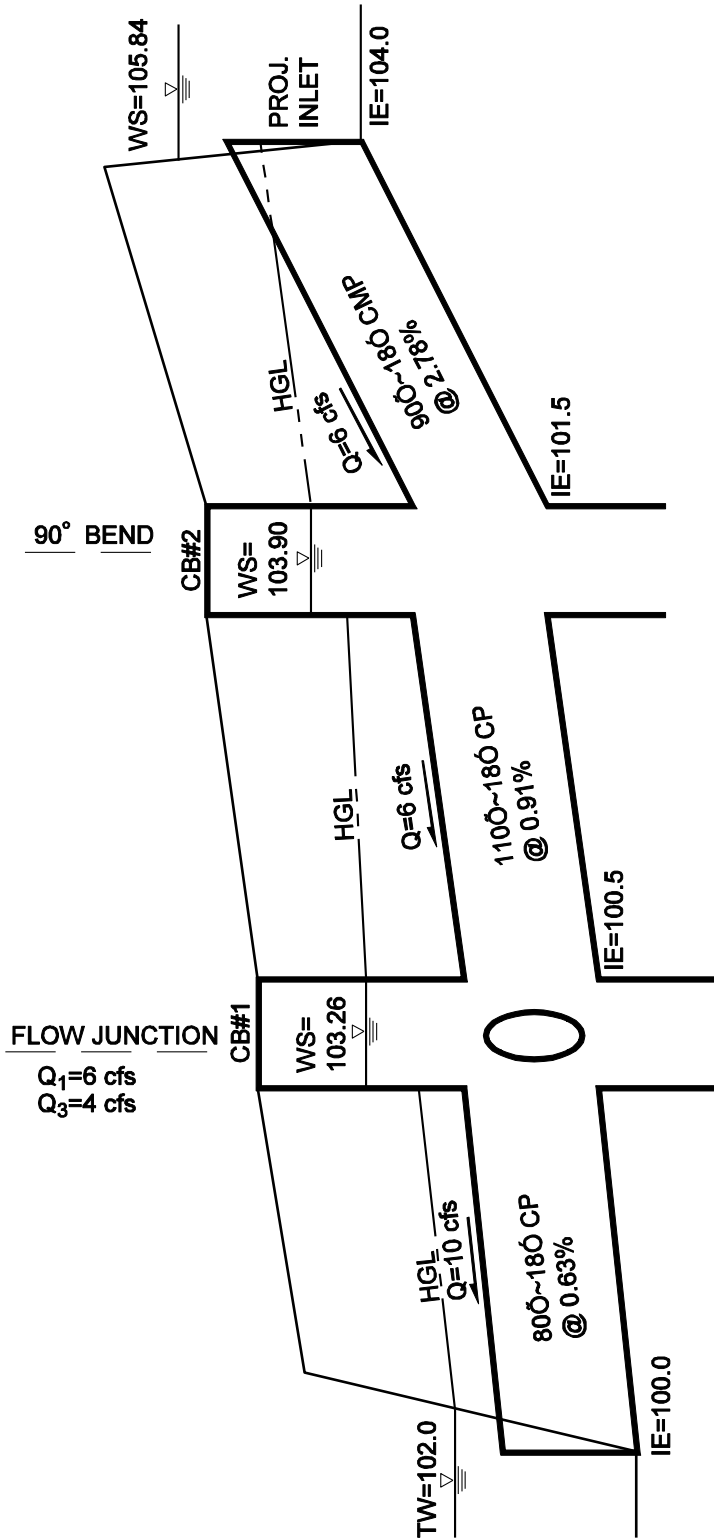 WS=105.84
PROJ.
INLET
IE=104.0
HGL
Q=6 cfs
90Õ~18Ó CMP
@ 2.78%
90° BEND
CB#2
WS=
103.90
IE=101.5
HGL
Q=6 cfs
110Õ~18Ó CP
@ 0.91%
FLOW JUNCTION
Q1=6 cfs
Q3=4 cfs
CB#1
WS=
103.26
IE=100.5
HGL
Q=10 cfs
80Õ~18Ó CP
@ 0.63%
TW=102.0
IE=100.0